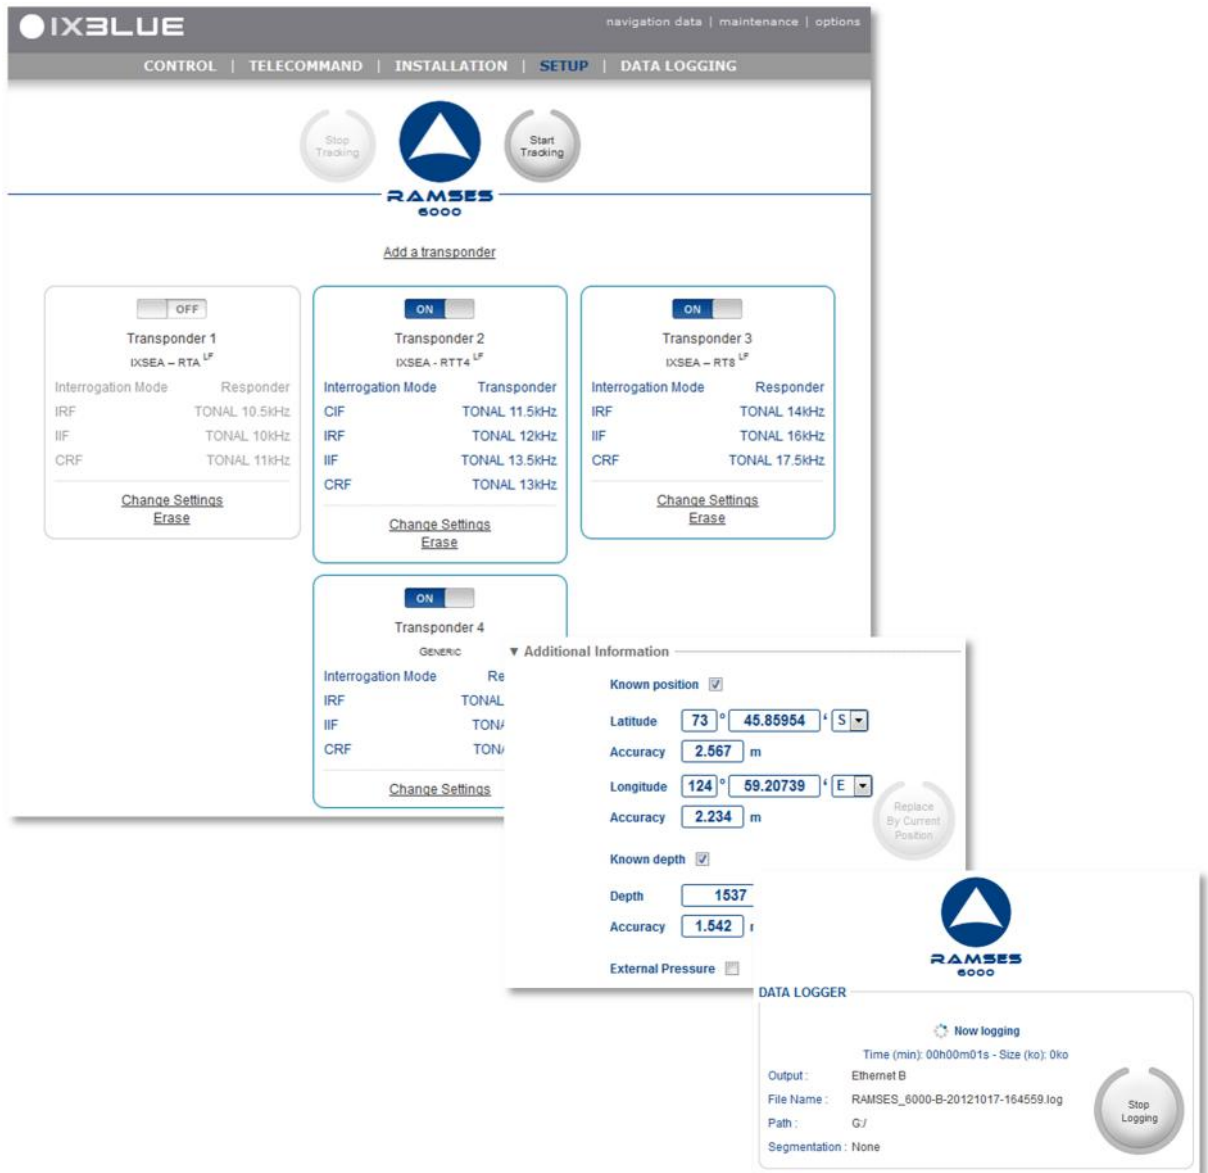 IXBLUE
navigation data | maintenance | options
CONTROL | TELECOMMAND | INSTALLATION | SETUP | DATA LOGGING
Stop
Tracking
Start
Tracking
RAMSES
6000
Add a transponder
OFF
Transponder 1
IXSEA – RTA LF
Interrogation Mode Responder
IRF TONAL 10.5kHz
IIF TONAL 10kHz
CRF TONAL 11kHz
Change Settings
Erase
ON
Transponder 2
IXSEA - RTT4 LF
Interrogation Mode Transponder
CIF TONAL 11.5kHz
IRF TONAL 12kHz
IIF TONAL 13.5kHz
CRF TONAL 13kHz
Change Settings
Erase
ON
Transponder 3
IXSEA – RT8 LF
Interrogation Mode Responder
IRF TONAL 14kHz
IIF TONAL 16kHz
CRF TONAL 17.5kHz
Change Settings
Erase
ON
Transponder 4
GENERIC
Interrogation Mode Re
IRF TONAL
IIF TON
CRF TON
Change Settings
▼ Additional Information
Known position
Latitude 73 ° 45.85954 ‘ S
Accuracy 2.567 m
Longitude 124 ° 59.20739 ‘ E
Accuracy 2.234 m
Replace
By Current
Position
Known depth
Depth 1537
Accuracy 1.542
External Pressure
RAMSES
6000
DATA LOGGER
Now logging
Time (min): 00h00m01s - Size (ko): 0ko
Output : Ethernet B
File Name : RAMSES_6000-B-20121017-164559.log
Path : G:/
Segmentation : None
Stop
Logging